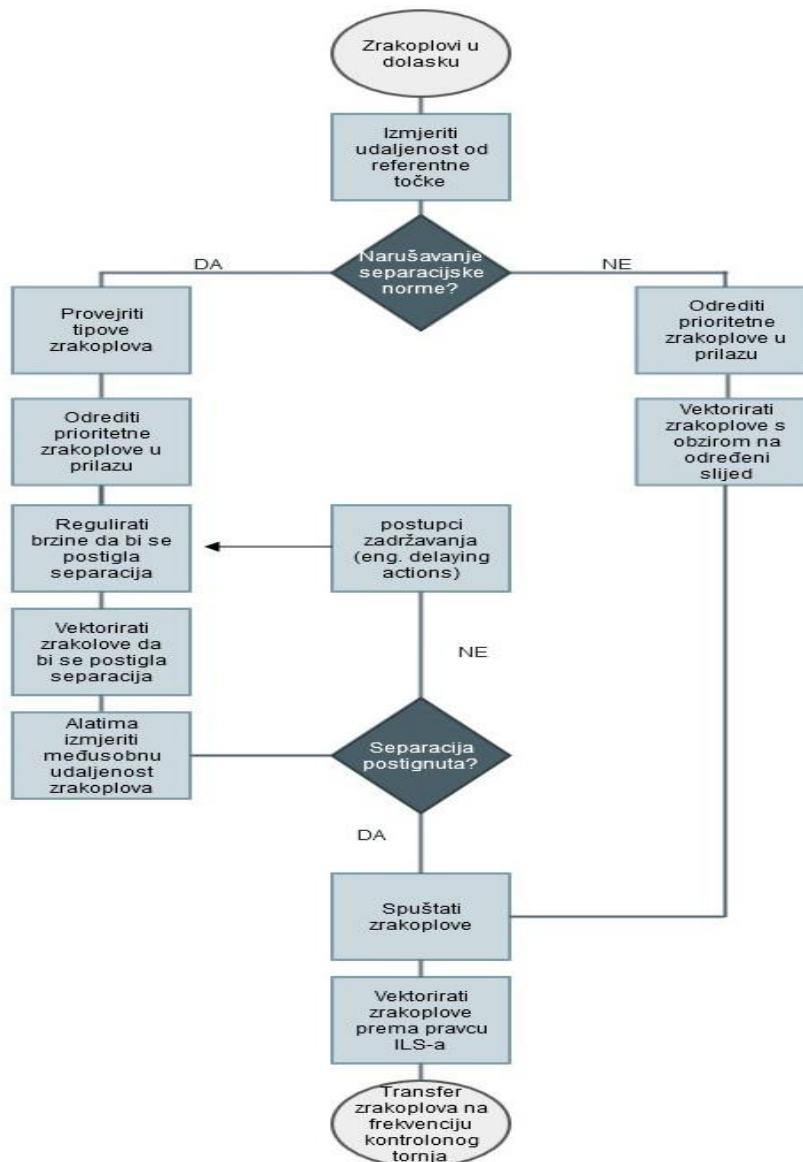 Zrakoplovi u
dolasku
Izmjeriti
udaljenost od
referentne
točke
Narušavanje
separacijske
norme?
DA
NE
Provejriti
tipove
zrakoplova
Odrediti
prioritetne
zrakoplove u
prilazu
Regulirati
brzine da bi se
postigla
separacija
Vektorirati
zrakolove da
bi se postigla
separacija
Alatima
izmjeriti
međusobnu
udaljenost
zrakoplova
Odrediti
prioritetne
zrakoplove u
prilazu
Vektorirati
zrakoplove s
obzirom na
određeni
slijed
postupci
zadržavanja
(eng. delaying
actions)
NE
Separacija
postignuta?
DA
Spuštati
zrakoplove
Vektorirati
zrakoplove
prema pravcu
ILS-a
Transfer
zrakoplova na
frekvenciju
kontrolonog
tornja